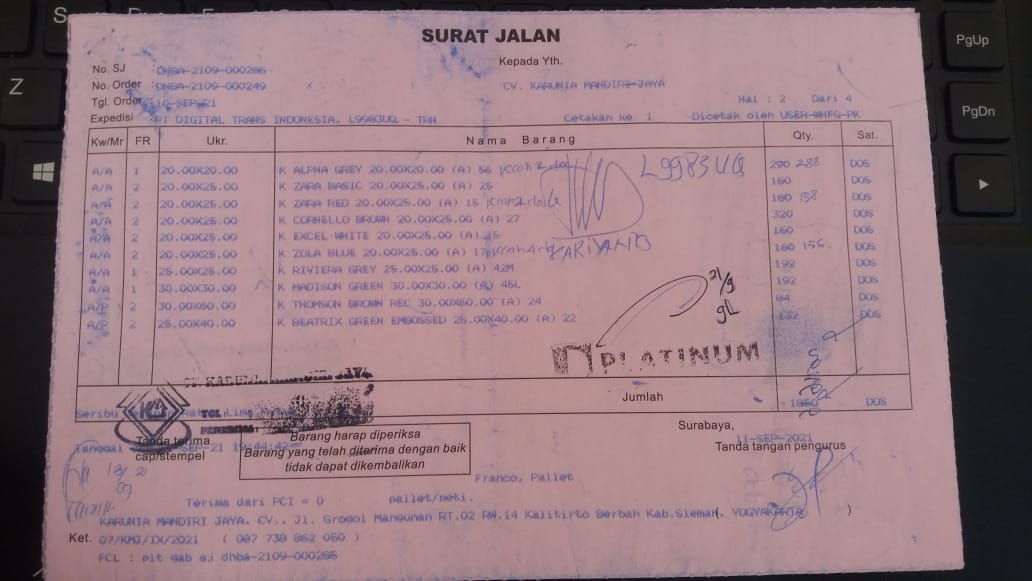 SURAT JALAN
Kepada Yth.
No. SJ : DHBA-2109-000286
No. Order : DHBA-2109-000249
CV. KARUNIA MANDIRI JAYA
Tgl. Order : 10-SEP-21
Hal : 2 Dari 4
Expedisi PT DIGITAL TRANS INDONESIA, L9983UQ - TRN Cetakan ke 1 Dicetak oleh USER-WHPG-PK
Kw/Mr FR Ukr. Nama Barang Qty. Sat.
A/A 1 20.00X20.00 K ALPHA GREY 20.00X20.00 (A) 56 pecah 2 dos L9983UQ 290 288 DOS
A/A 2 20.00X25.00 K ZARA BASIC 20.00X25.00 (A) 25 160 DOS
A/A 2 20.00X25.00 K ZARA RED 20.00X25.00 (A) 15 pecah 2 dos 160 158 DOS
A/A 2 20.00X25.00 K CORNELLO BROWN 20.00X25.00 (A) 27 320 DOS
A/A 2 20.00X25.00 K EXCEL-WHITE 20.00X25.00 (A) 15 160 DOS
A/A 2 20.00X25.00 K ZOLA BLUE 20.00X25.00 (A) 17 pecah 4 KARIYANTO 160 156 DOS
A/A 1 25.00X25.00 K RIVIERA GREY 25.00X25.00 (A) 42M 192 DOS
A/A 1 30.00X30.00 K MADISON GREEN 30.00X30.00 (A) 45L 192 DOS
A/P 2 30.00X60.00 K THOMSON BROWN REC 30.00X60.00 (A) 24 84 DOS
A/P 2 25.00X40.00 K BEATRIX GREEN EMBOSSED 25.00X40.00 (A) 22 132 DOS
21/9
PLATINUM
Jumlah 1850 DOS
Seribu
TGL
Surabaya,
11-SEP-2021
Tanda terima
cap/stempel
Tanggal SEP-21 19:44:42
Barang harap diperiksa
Barang yang telah diterima dengan baik
tidak dapat dikembalikan
Tanda tangan pengurus
Franco, Pallet
Terima dari PCI = 0 pallet/peti.
KARUNIA MANDIRI JAYA, CV., Jl. Grogol Mangunan RT.02 RW.14 Kalitirto Berbah Kab.Sleman, YOGYAKARTA ( )
Ket. 07/KMJ/IX/2021 ( 087 738 862 050 )
FCL : plt gab sj dhba-2109-000285
S
Z
PgUp
PgDn